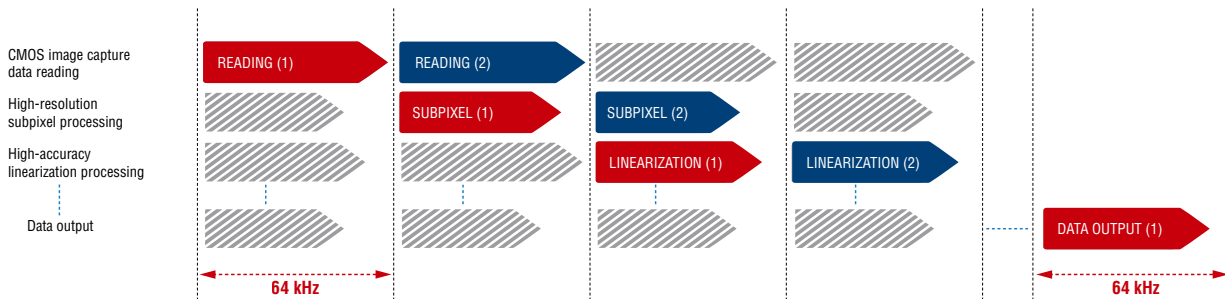 CMOS image capture
data reading
READING (1)
READING (2)
High-resolution
subpixel processing
SUBPIXEL (1)
SUBPIXEL (2)
High-accuracy
linearization processing
LINEARIZATION (1)
LINEARIZATION (2)
Data output
DATA OUTPUT (1)
64 kHz
64 kHz